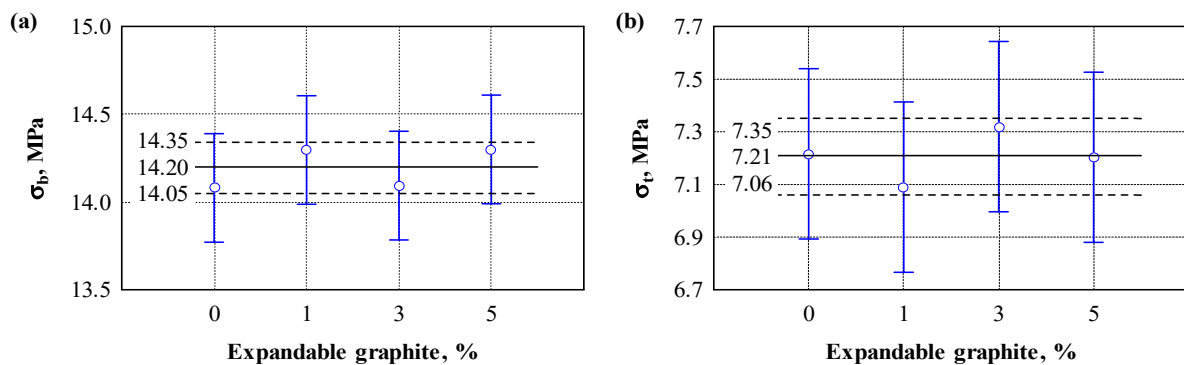 (a)
15.0
14.5
14.0
13.5
σb, MPa
14.35
14.20
14.05
0 1 3 5
Expandable graphite, %
(b)
7.7
7.5
7.3
7.1
6.9
6.7
σt, MPa
7.35
7.21
7.06
0 1 3 5
Expandable graphite, %